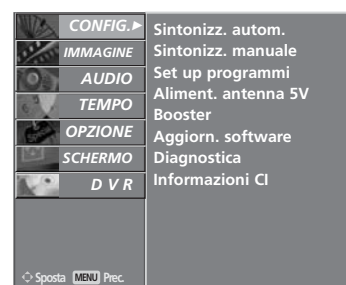 CONFIG.
IMMAGINE
AUDIO
TEMPO
OPZIONE
SCHERMO
D V R
Sintonizz. autom.
Sintonizz. manuale
Set up programmi
Aliment. antenna 5V
Booster
Aggiorn. software
Diagnostica
Informazioni CI
Sposta MENU Prec.